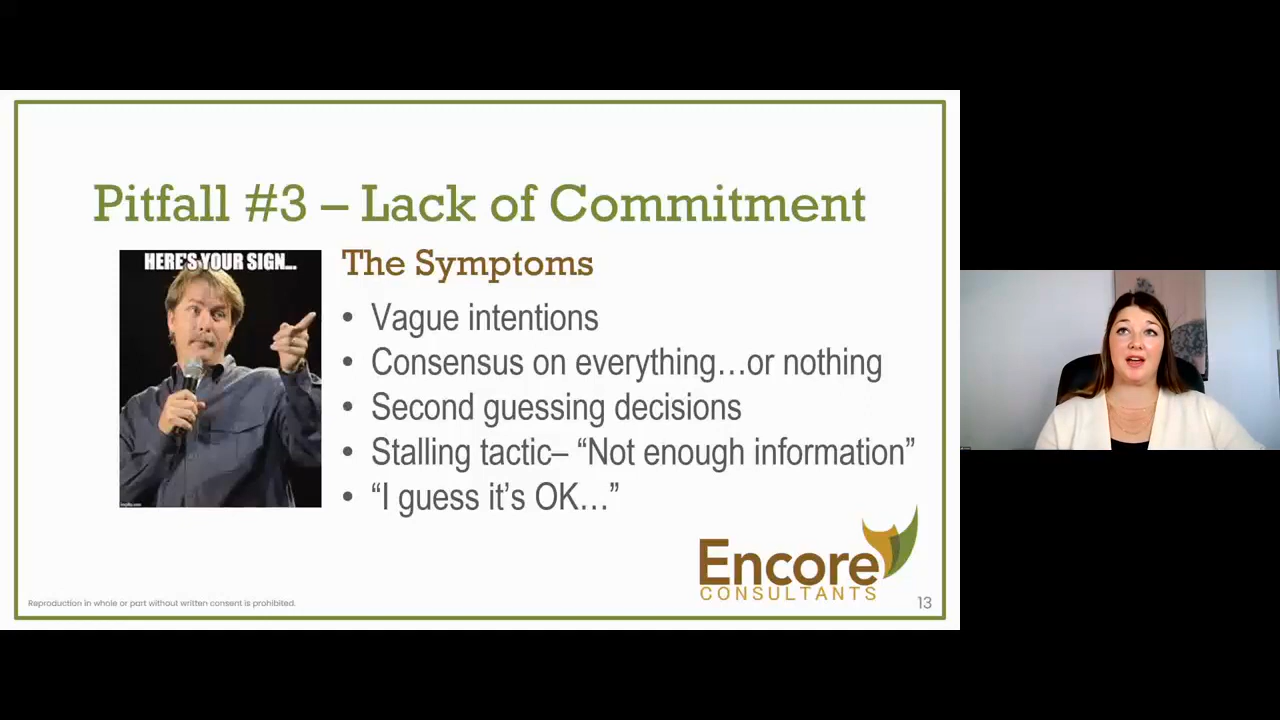 Pitfall #3 – Lack of Commitment
HERE'S YOUR SIGN...
The Symptoms
• Vague intentions
• Consensus on everything…or nothing
• Second guessing decisions
• Stalling tactic– “Not enough information”
• “I guess it’s OK…”
Encore
CONSULTANTS
Reproduction in whole or part without written consent is prohibited.
13